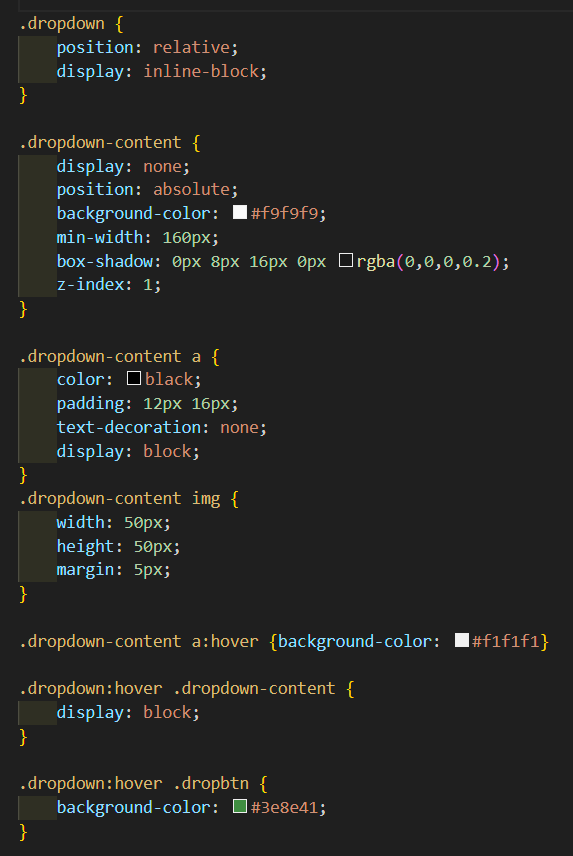 .dropdown {
    position: relative;
    display: inline-block;
}

.dropdown-content {
    display: none;
    position: absolute;
    background-color: #f9f9f9;
    min-width: 160px;
    box-shadow: 0px 8px 16px 0px rgba(0,0,0,0.2);
    z-index: 1;
}

.dropdown-content a {
    color: black;
    padding: 12px 16px;
    text-decoration: none;
    display: block;
}
.dropdown-content img {
    width: 50px;
    height: 50px;
    margin: 5px;
}

.dropdown-content a:hover {background-color: #f1f1f1}

.dropdown:hover .dropdown-content {
    display: block;
}

.dropdown:hover .dropbtn {
    background-color: #3e8e41;
}